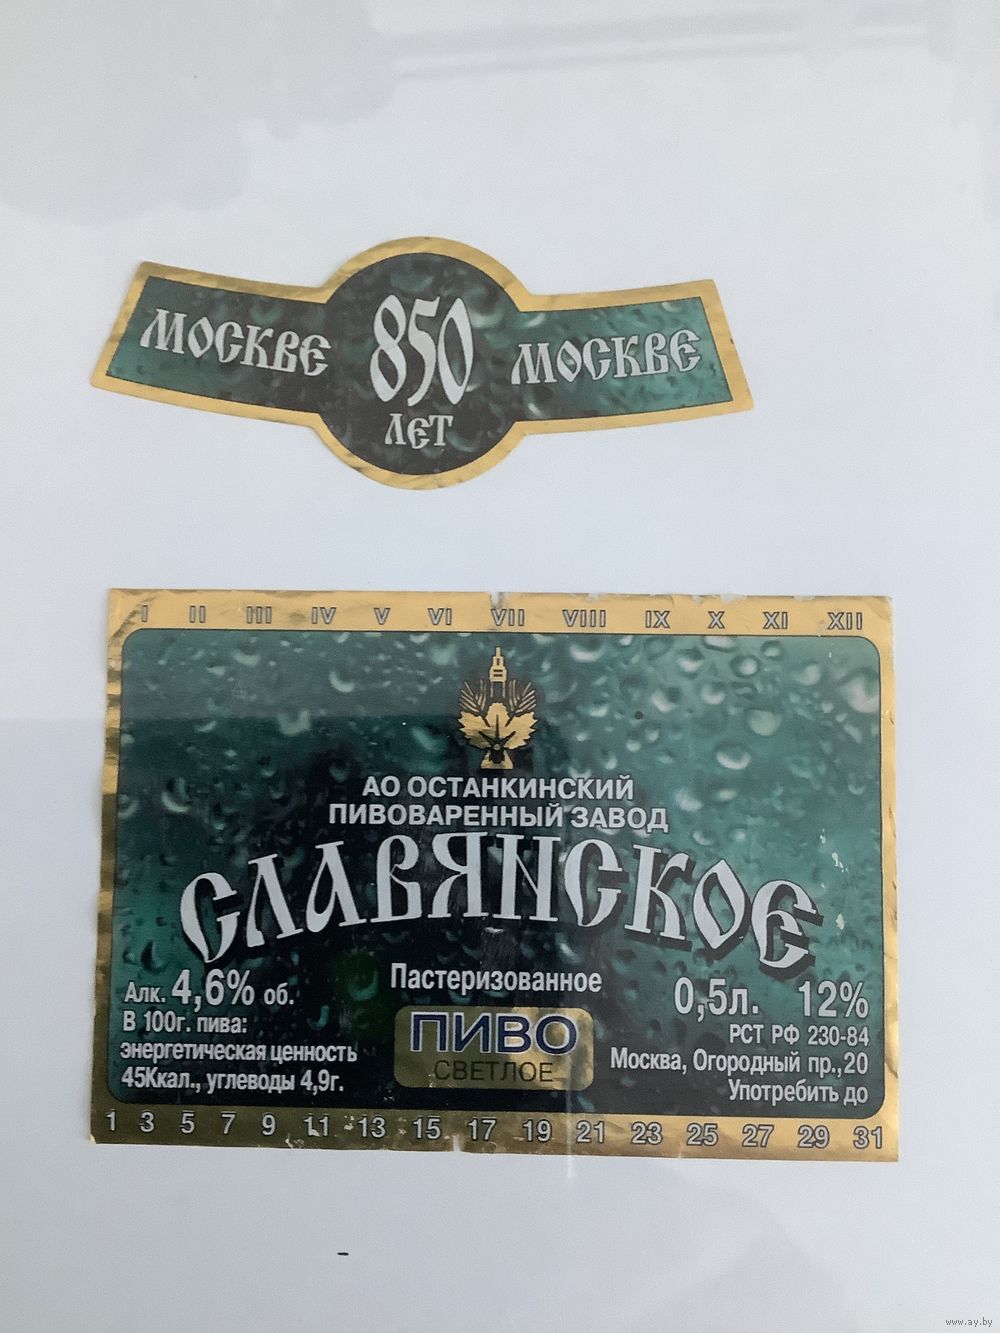 МОСКВЕ 850 МОСКВЕ
ЛЕТ
I II III IV V VI VII VIII IX X XI XII
АО ОСТАНКИНСКИЙ
ПИВОВАРЕННЫЙ ЗАВОД
СЛАВЯНСКОЕ
Пастеризованное
Алк. 4,6% об.
В 100г. пива:
энергетическая ценность
45Ккал., углеводы 4,9г.
ПИВО
СВЕТЛОЕ
0,5л. 12%
РСТ РФ 230-84
Москва, Огородный пр.,20
Употребить до
1 3 5 7 9 11 13 15 17 19 21 23 25 27 29 31
www.ay.by